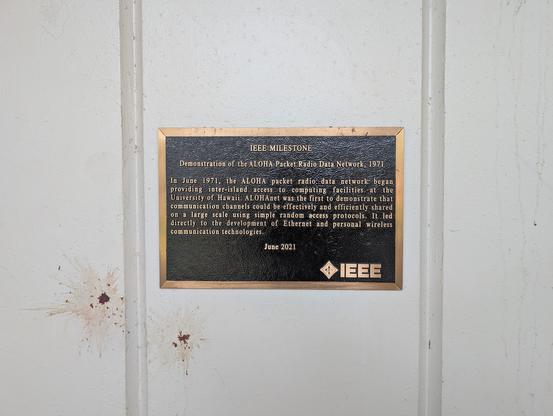 IEEE MILESTONE
Demonstration of the ALOHA Packet Radio Data Network, 1971
In June 1971, the ALOHA packet radio data network began
providing inter-island access to computing facilities at the
University of Hawaii. ALOHAnet was the first to demonstrate that
communication channels could be effectively and efficiently shared
on a large scale using simple random access protocols. It led
directly to the development of Ethernet and personal wireless
communication technologies.
June 2021
IEEE